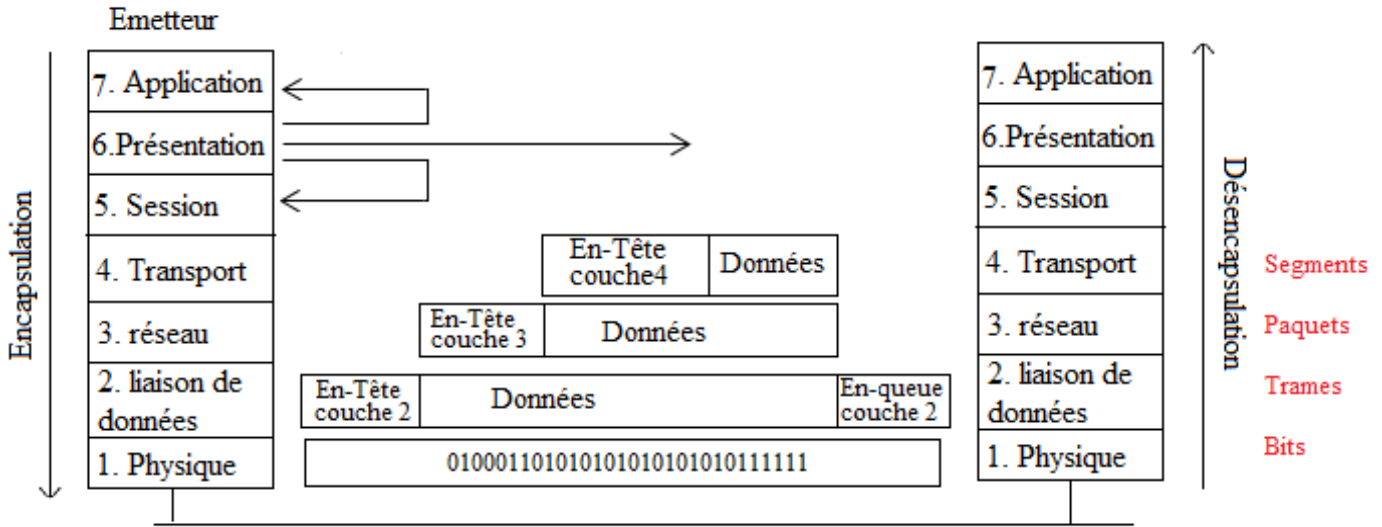 Emetteur
Encapsulation
7. Application
6.Présentation
5. Session
4. Transport
3. réseau
2. liaison de
données
1. Physique
En-Tête
couche4
Données
En-Tête
couche 3
Données
En-Tête
couche 2
Données
En-queue
couche 2
010001101010101010101010111111
7. Application
6.Présentation
5. Session
4. Transport
3. réseau
2. liaison de
données
1. Physique
Désencapsulation
Segments
Paquets
Trames
Bits